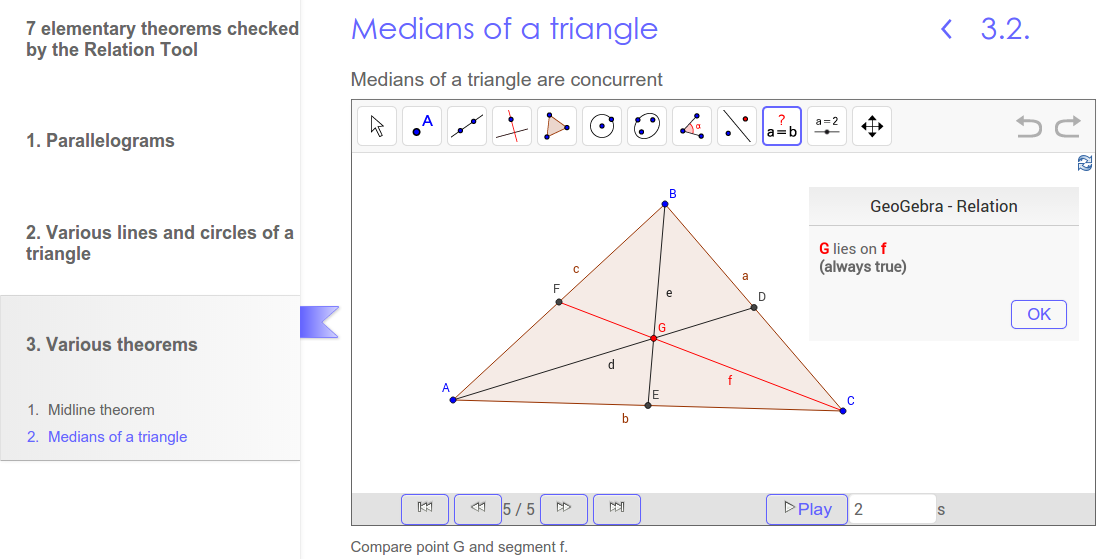 7 elementary theorems checked
by the Relation Tool
1. Parallelograms
2. Various lines and circles of a
triangle
3. Various theorems
1. Midline theorem
2. Medians of a triangle
Medians of a triangle
3.2.
Medians of a triangle are concurrent
A
α
?
a=b
a=2
B
c
a
F
e
D
G
d
f
A
E
C
b
GeoGebra - Relation
G lies on f
(always true)
OK
5 / 5
Play
2
s
Compare point G and segment f.